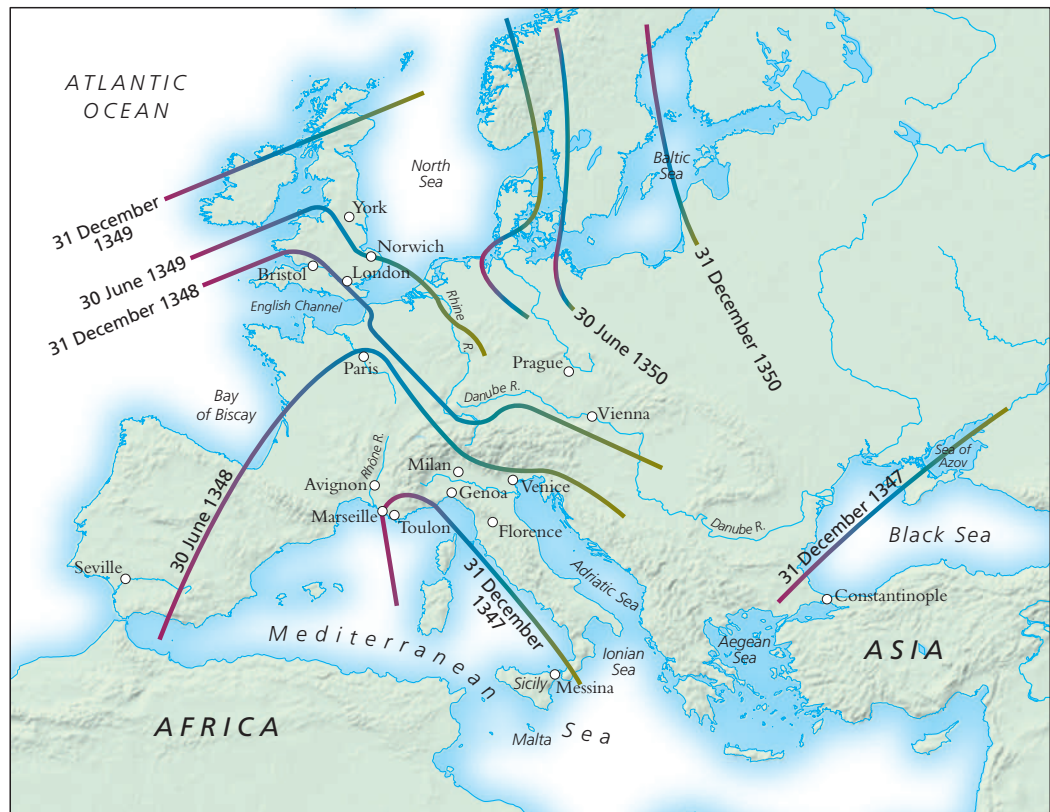 ATLANTIC
OCEAN
North
Sea
Baltic
Sea
31 December
1349
30 June 1349
31 December 1348
York
Norwich
Bristol
London
English Channel
Rhine
R.
30 June 1350
31 December 1350
Paris
Prague
Danube R.
Vienna
Bay
of Biscay
Rhône R.
Milan
Avignon
Genoa
Venice
Marseille
Toulon
Florence
30 June 1348
Sea of
Azov
31 December 1347
Danube R.
Black Sea
Seville
31 December
1347
Adriatic Sea
Constantinople
Mediterranean
Sea
Ionian
Sea
Aegean
Sea
ASIA
Sicily
Messina
AFRICA
Malta